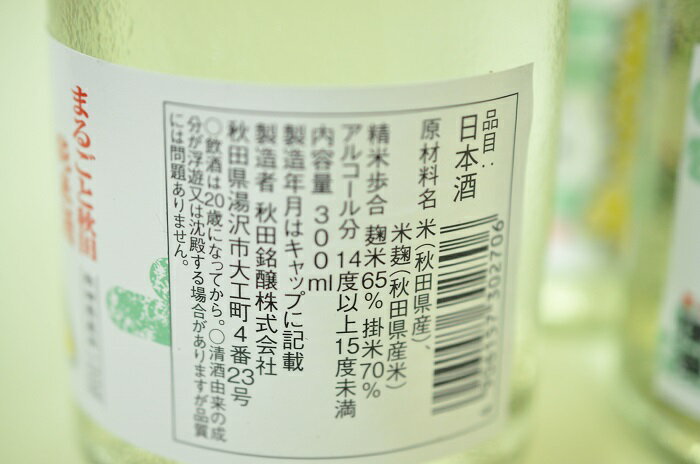 品目：
日本酒
原材料名 米（秋田県産）、
米麹（秋田県産米）
精米歩合 麹米65% 掛米70%
アルコール分 14度以上15度未満
内容量 300ml
製造年月はキャップに記載
製造者 秋田銘醸株式会社
秋田県湯沢市大工町4番23号
○飲酒は20歳になってから。○清酒由来の成
分が浮遊又は沈殿する場合がありますが品質
には問題ありません。
まるごと秋田